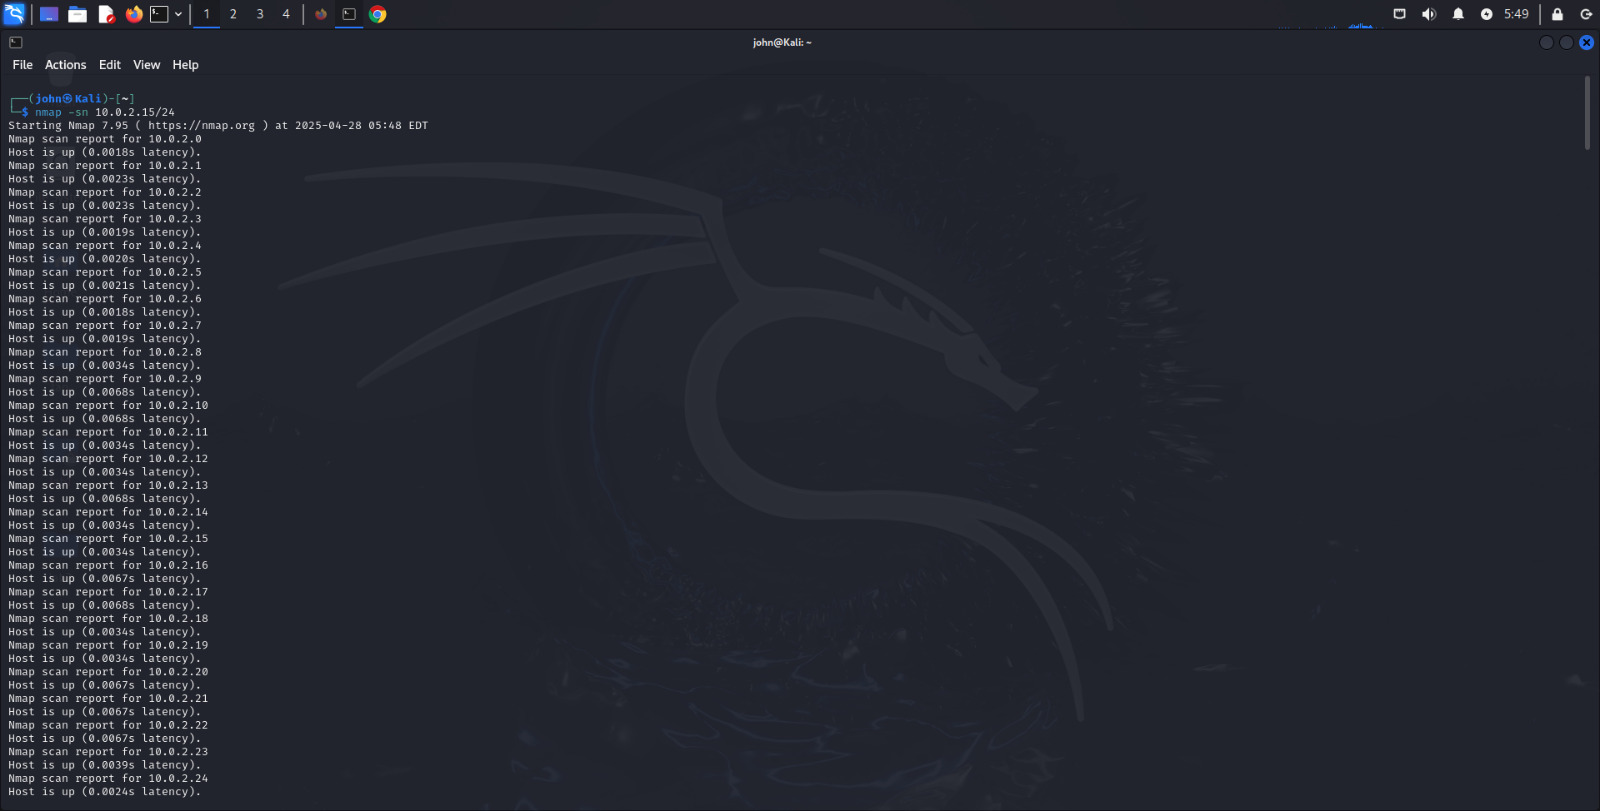 1 2 3 4 5:49
john@Kali: ~
File Actions Edit View Help
┌──(john㉿Kali)-[~]
└─$ nmap -sn 10.0.2.15/24
Starting Nmap 7.95 ( https://nmap.org ) at 2025-04-28 05:48 EDT
Nmap scan report for 10.0.2.0
Host is up (0.0018s latency).
Nmap scan report for 10.0.2.1
Host is up (0.0023s latency).
Nmap scan report for 10.0.2.2
Host is up (0.0023s latency).
Nmap scan report for 10.0.2.3
Host is up (0.0019s latency).
Nmap scan report for 10.0.2.4
Host is up (0.0020s latency).
Nmap scan report for 10.0.2.5
Host is up (0.0021s latency).
Nmap scan report for 10.0.2.6
Host is up (0.0018s latency).
Nmap scan report for 10.0.2.7
Host is up (0.0019s latency).
Nmap scan report for 10.0.2.8
Host is up (0.0034s latency).
Nmap scan report for 10.0.2.9
Host is up (0.0068s latency).
Nmap scan report for 10.0.2.10
Host is up (0.0068s latency).
Nmap scan report for 10.0.2.11
Host is up (0.0034s latency).
Nmap scan report for 10.0.2.12
Host is up (0.0034s latency).
Nmap scan report for 10.0.2.13
Host is up (0.0068s latency).
Nmap scan report for 10.0.2.14
Host is up (0.0034s latency).
Nmap scan report for 10.0.2.15
Host is up (0.0034s latency).
Nmap scan report for 10.0.2.16
Host is up (0.0067s latency).
Nmap scan report for 10.0.2.17
Host is up (0.0068s latency).
Nmap scan report for 10.0.2.18
Host is up (0.0034s latency).
Nmap scan report for 10.0.2.19
Host is up (0.0034s latency).
Nmap scan report for 10.0.2.20
Host is up (0.0067s latency).
Nmap scan report for 10.0.2.21
Host is up (0.0067s latency).
Nmap scan report for 10.0.2.22
Host is up (0.0067s latency).
Nmap scan report for 10.0.2.23
Host is up (0.0039s latency).
Nmap scan report for 10.0.2.24
Host is up (0.0024s latency).